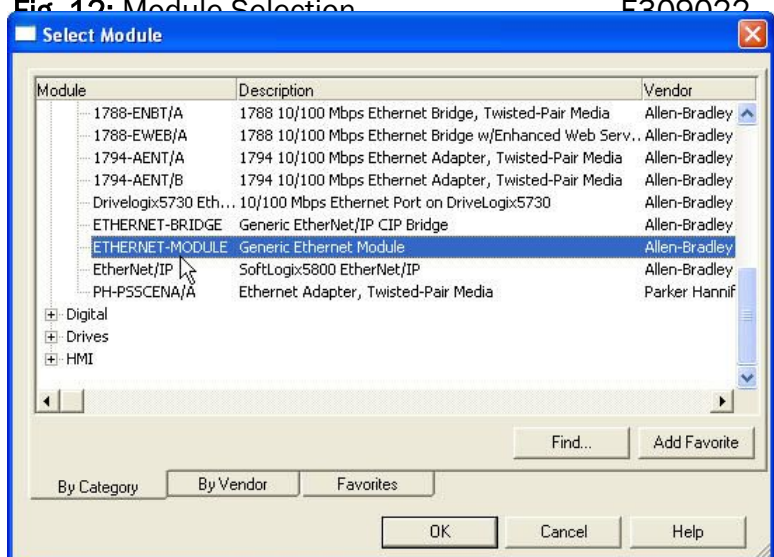 Fig. 12: Module Selection F309022
Select Module
Module Description Vendor
1788-ENBT/A 1788 10/100 Mbps Ethernet Bridge, Twisted-Pair Media Allen-Bradley
1788-EWEB/A 1788 10/100 Mbps Ethernet Bridge w/Enhanced Web Serv.. Allen-Bradley
1794-AENT/A 1794 10/100 Mbps Ethernet Adapter, Twisted-Pair Media Allen-Bradley
1794-AENT/B 1794 10/100 Mbps Ethernet Adapter, Twisted-Pair Media Allen-Bradley
Drivelogix5730 Eth... 10/100 Mbps Ethernet Port on DriveLogix5730 Allen-Bradley
ETHERNET-BRIDGE Generic EtherNet/IP CIP Bridge Allen-Bradley
ETHERNET-MODULE Generic Ethernet Module Allen-Bradley
EtherNet/IP SoftLogix5800 EtherNet/IP Allen-Bradley
PH-PSSCENA/A Ethernet Adapter, Twisted-Pair Media Parker Hannif
Digital
Drives
HMI
Find... Add Favorite
By Category By Vendor Favorites
OK Cancel Help